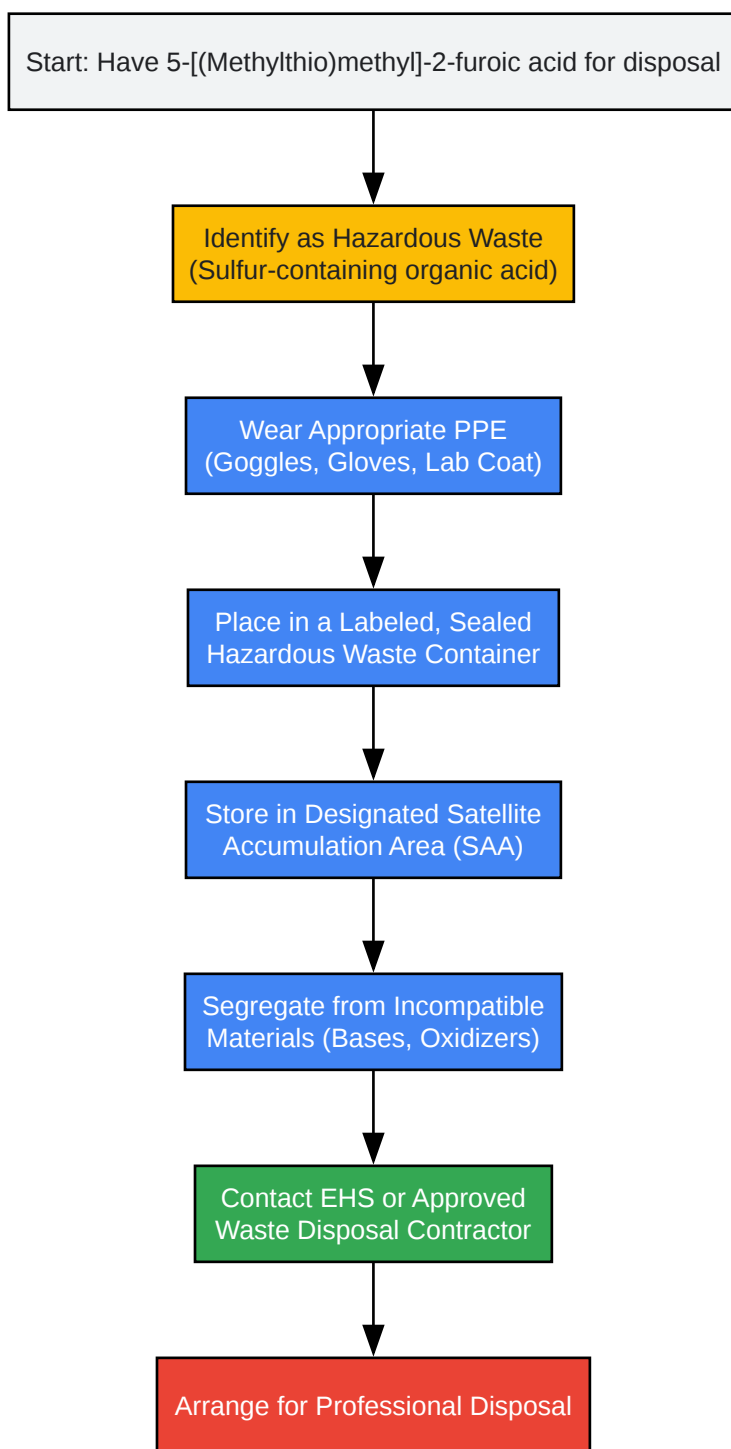 Start: Have 5-[(Methylthio)methyl]-2-furoic acid for disposal
Identify as Hazardous Waste
(Sulfur-containing organic acid)
Wear Appropriate PPE
(Goggles, Gloves, Lab Coat)
Place in a Labeled, Sealed
Hazardous Waste Container
Store in Designated Satellite
Accumulation Area (SAA)
Segregate from Incompatible
Materials (Bases, Oxidizers)
Contact EHS or Approved
Waste Disposal Contractor
Arrange for Professional Disposal